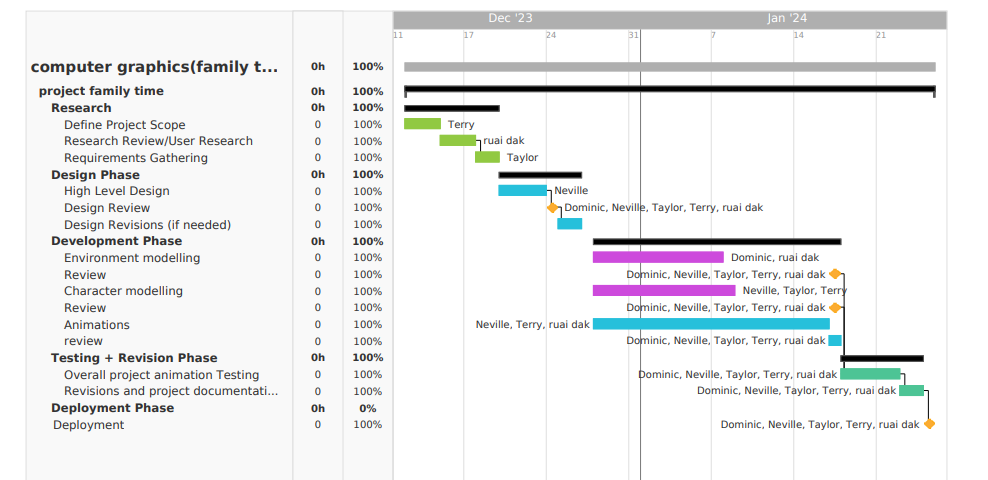 Dec '23 Jan '24
11 17 24 31 7 14 21
computer graphics(family t... 0h 100%
project family time 0h 100%
Research 0h 100%
Define Project Scope 0 100% Terry
Research Review/User Research 0 100% ruai dak
Requirements Gathering 0 100% Taylor
Design Phase 0h 100%
High Level Design 0 100% Neville
Design Review 0 100% Dominic, Neville, Taylor, Terry, ruai dak
Design Revisions (if needed) 0 100%
Development Phase 0h 100%
Environment modelling 0 100% Dominic, ruai dak
Review 0 100% Dominic, Neville, Taylor, Terry, ruai dak
Character modelling 0 100% Neville, Taylor, Terry
Review 0 100% Dominic, Neville, Taylor, Terry, ruai dak
Animations 0 100% Neville, Terry, ruai dak
review 0 100% Dominic, Neville, Taylor, Terry, ruai dak
Testing + Revision Phase 0h 100%
Overall project animation Testing 0 100% Dominic, Neville, Taylor, Terry, ruai dak
Revisions and project documentati... 0 100% Dominic, Neville, Taylor, Terry, ruai dak
Deployment Phase 0h 0%
Deployment 0 100% Dominic, Neville, Taylor, Terry, ruai dak